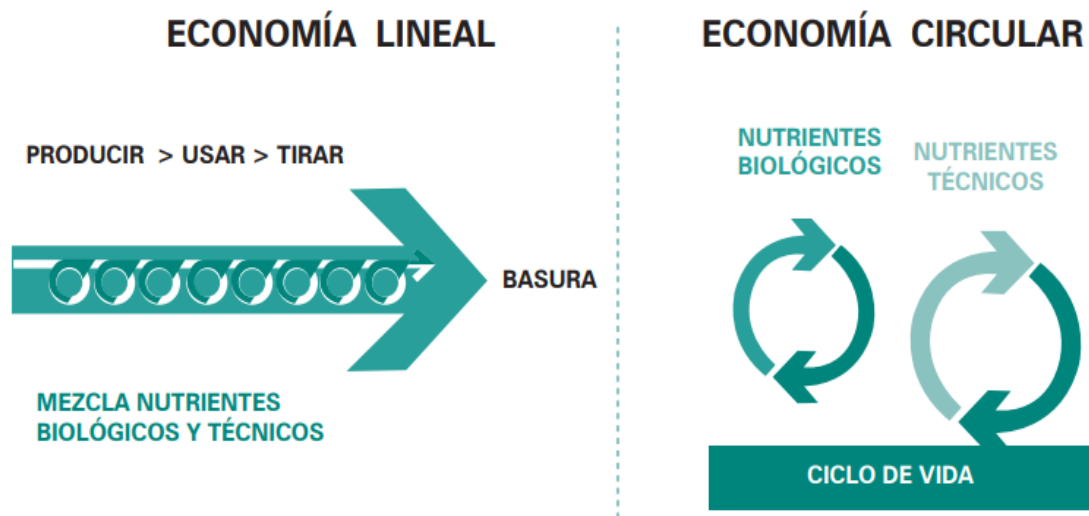 ECONOMÍA LINEAL
PRODUCIR > USAR > TIRAR
BASURA
MEZCLA NUTRIENTES
BIOLÓGICOS Y TÉCNICOS
ECONOMÍA CIRCULAR
NUTRIENTES
BIOLÓGICOS
NUTRIENTES
TÉCNICOS
CICLO DE VIDA